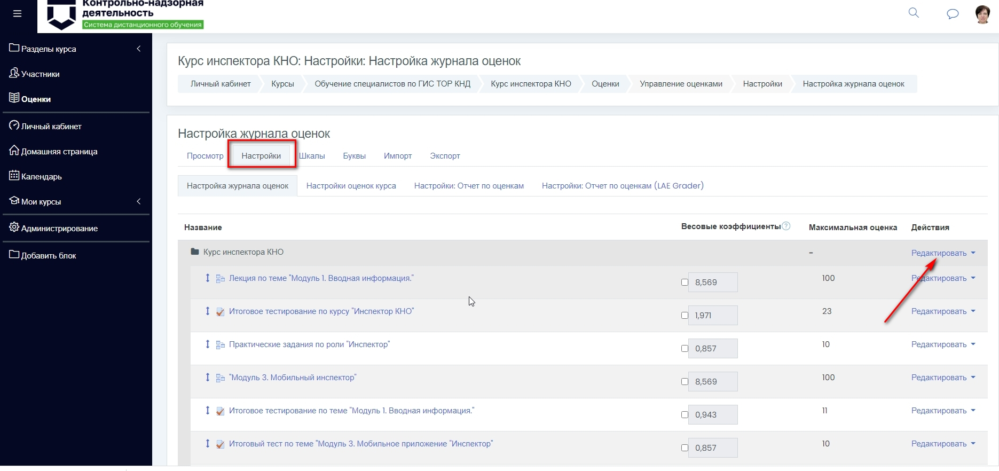 Контрольно-надзорная
деятельность
Система дистанционного обучения
Разделы курса
Участники
Оценки
Личный кабинет
Домашняя страница
Календарь
Мои курсы
Администрирование
Добавить блок
Курс инспектора КНО: Настройки: Настройка журнала оценок
Личный кабинет Курсы Обучение специалистов по ГИС ТОР КНД Курс инспектора КНО Оценки Управление оценками Настройки Настройка журнала оценок
Настройка журнала оценок
Просмотр Настройки Шкалы Буквы Импорт Экспорт
Настройка журнала оценок Настройки оценок курса Настройки: Отчет по оценкам Настройки: Отчет по оценкам (LAE Grader)
Название Весовые коэффициенты ? Максимальная оценка Действия
Курс инспектора КНО - Редактировать
Лекция по теме "Модуль 1. Вводная информация." 8,569 100 Редактировать
Итоговое тестирование по курсу "Инспектор КНО" 1,971 23 Редактировать
Практические задания по роли "Инспектор" 0,857 10 Редактировать
"Модуль 3. Мобильный инспектор" 8,569 100 Редактировать
Итоговое тестирование по теме "Модуль 1. Вводная информация." 0,943 11 Редактировать
Итоговый тест по теме "Модуль 3. Мобильное приложение "Инспектор" 0,857 10 Редактировать